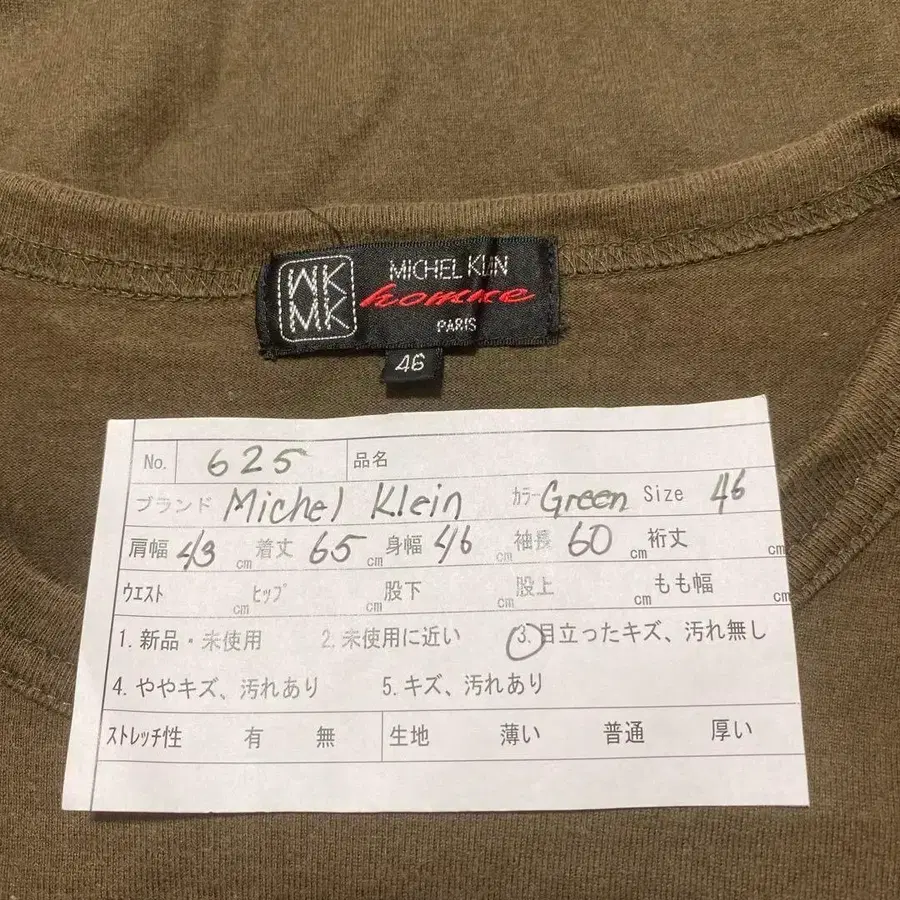 MK
MK
MICHEL KLIN
homme
PARIS
46
No. 625 品名
ブランド Michel Klein カラー Green Size 46
肩幅 43 cm 着丈 65 cm 身幅 46 cm 袖長 60 cm 裄丈 cm
ウエスト cm ヒップ cm 股下 cm 股上 cm もも幅 cm
1. 新品・未使用 2. 未使用に近い 3. 目立ったキズ、汚れ無し
4. ややキズ、汚れあり 5. キズ、汚れあり
ストレッチ性 有 無 生地 薄い 普通 厚い